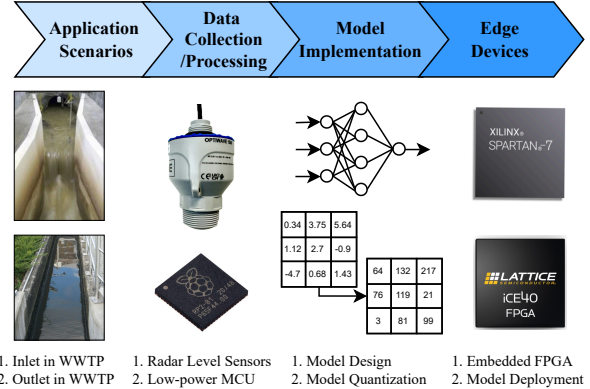 Application
Scenarios
Data
Collection
/Processing
Model
Implementation
Edge
Devices
OPTIWAVE
XILINX®
SPARTAN®-7
0.34 3.75 5.64
1.12 2.7 -0.9
-4.7 0.68 1.43
64 132 217
76 119 21
3 81 99
LATTICE
SEMICONDUCTOR
iCE40
FPGA
1. Inlet in WWTP
2. Outlet in WWTP
1. Radar Level Sensors
2. Low-power MCU
1. Model Design
2. Model Quantization
1. Embedded FPGA
2. Model Deployment